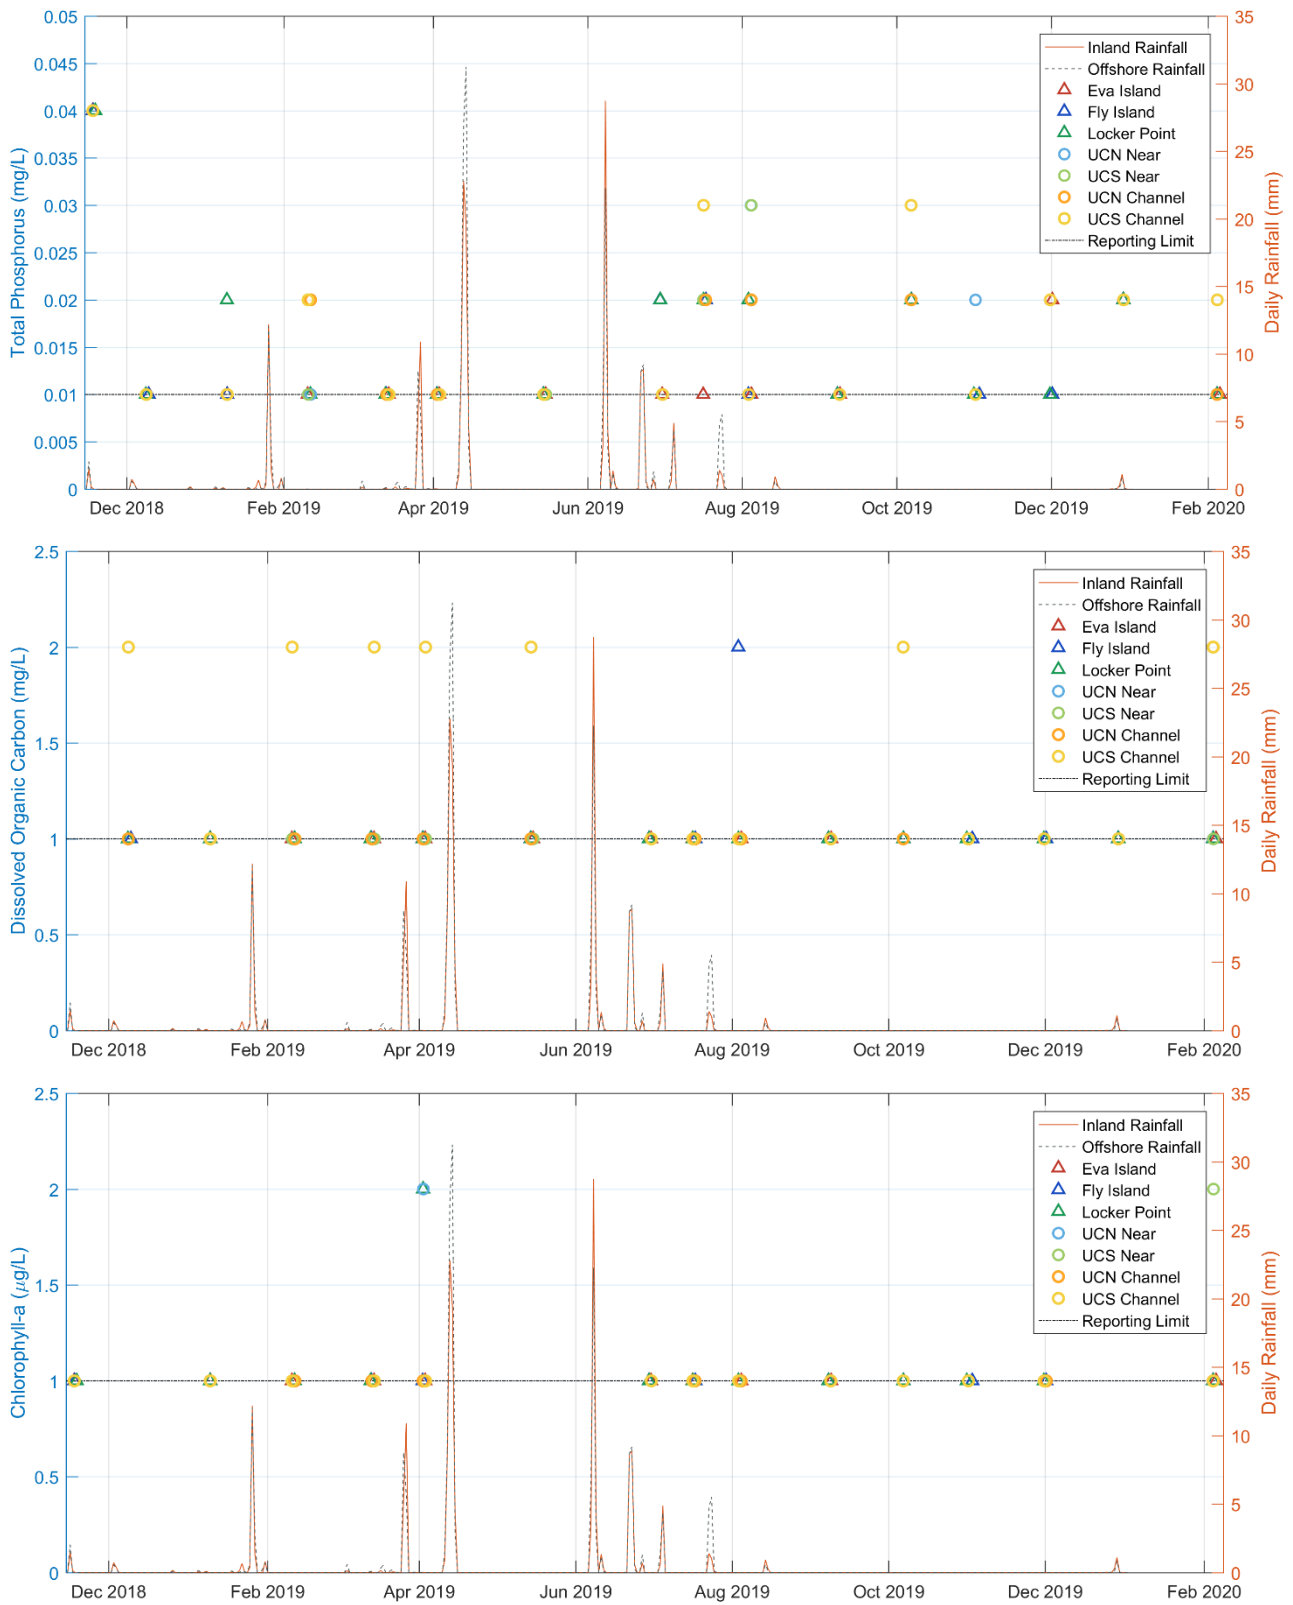 0.05
0.045
0.04
0.035
0.03
0.025
0.02
0.015
0.01
0.005
0
Total Phosphorus (mg/L)
35
30
25
20
15
10
5
0
Daily Rainfall (mm)
Inland Rainfall
Offshore Rainfall
Eva Island
Fly Island
Locker Point
UCN Near
UCS Near
UCN Channel
UCS Channel
Reporting Limit
Dec 2018 Feb 2019 Apr 2019 Jun 2019 Aug 2019 Oct 2019 Dec 2019 Feb 2020
2.5
2
1.5
1
0.5
0
Dissolved Organic Carbon (mg/L)
35
30
25
20
15
10
5
0
Daily Rainfall (mm)
Inland Rainfall
Offshore Rainfall
Eva Island
Fly Island
Locker Point
UCN Near
UCS Near
UCN Channel
UCS Channel
Reporting Limit
Dec 2018 Feb 2019 Apr 2019 Jun 2019 Aug 2019 Oct 2019 Dec 2019 Feb 2020
2.5
2
1.5
1
0.5
0
Chlorophyll-a (μg/L)
35
30
25
20
15
10
5
0
Daily Rainfall (mm)
Inland Rainfall
Offshore Rainfall
Eva Island
Fly Island
Locker Point
UCN Near
UCS Near
UCN Channel
UCS Channel
Reporting Limit
Dec 2018 Feb 2019 Apr 2019 Jun 2019 Aug 2019 Oct 2019 Dec 2019 Feb 2020